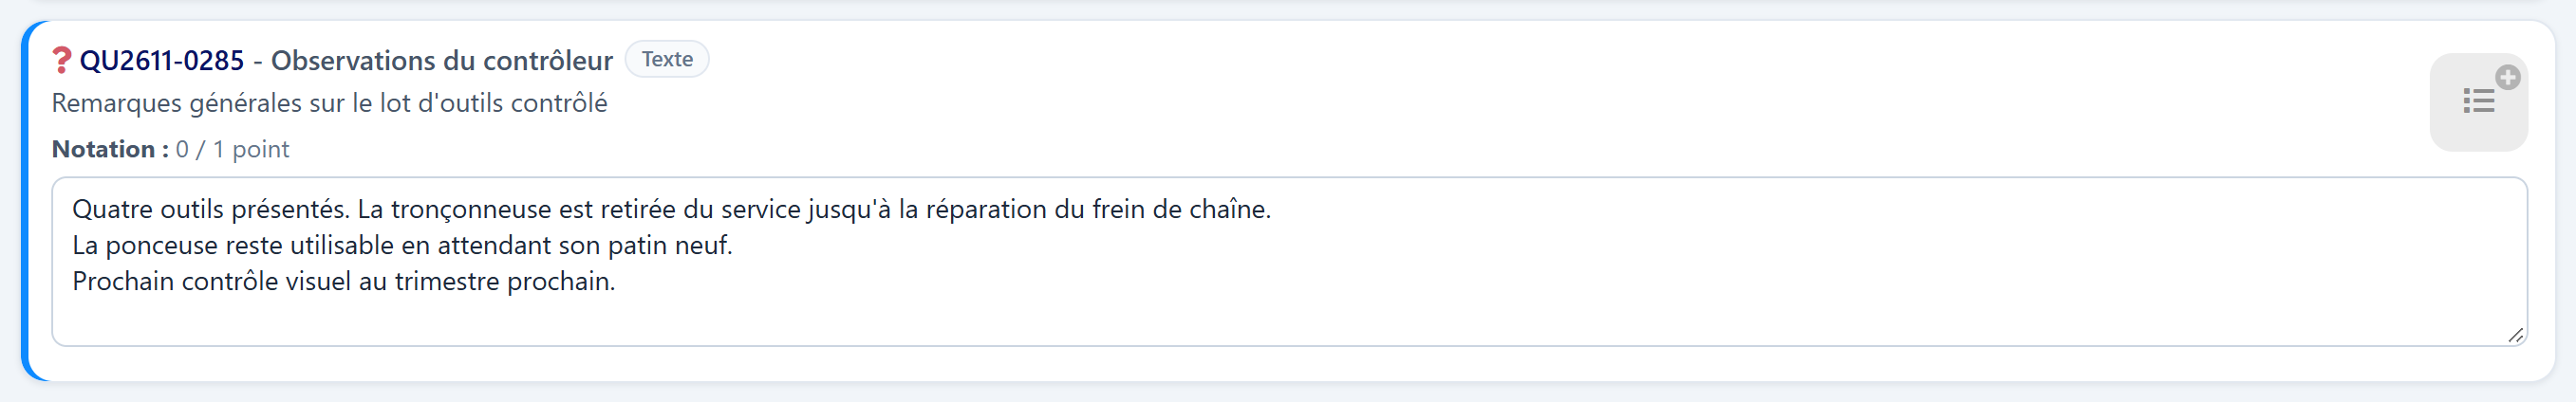 ? QU2611-0285 - Observations du contrôleur Texte
Remarques générales sur le lot d'outils contrôlé
Notation : 0 / 1 point
Quatre outils présentés. La tronçonneuse est retirée du service jusqu'à la réparation du frein de chaîne.
La ponceuse reste utilisable en attendant son patin neuf.
Prochain contrôle visuel au trimestre prochain.